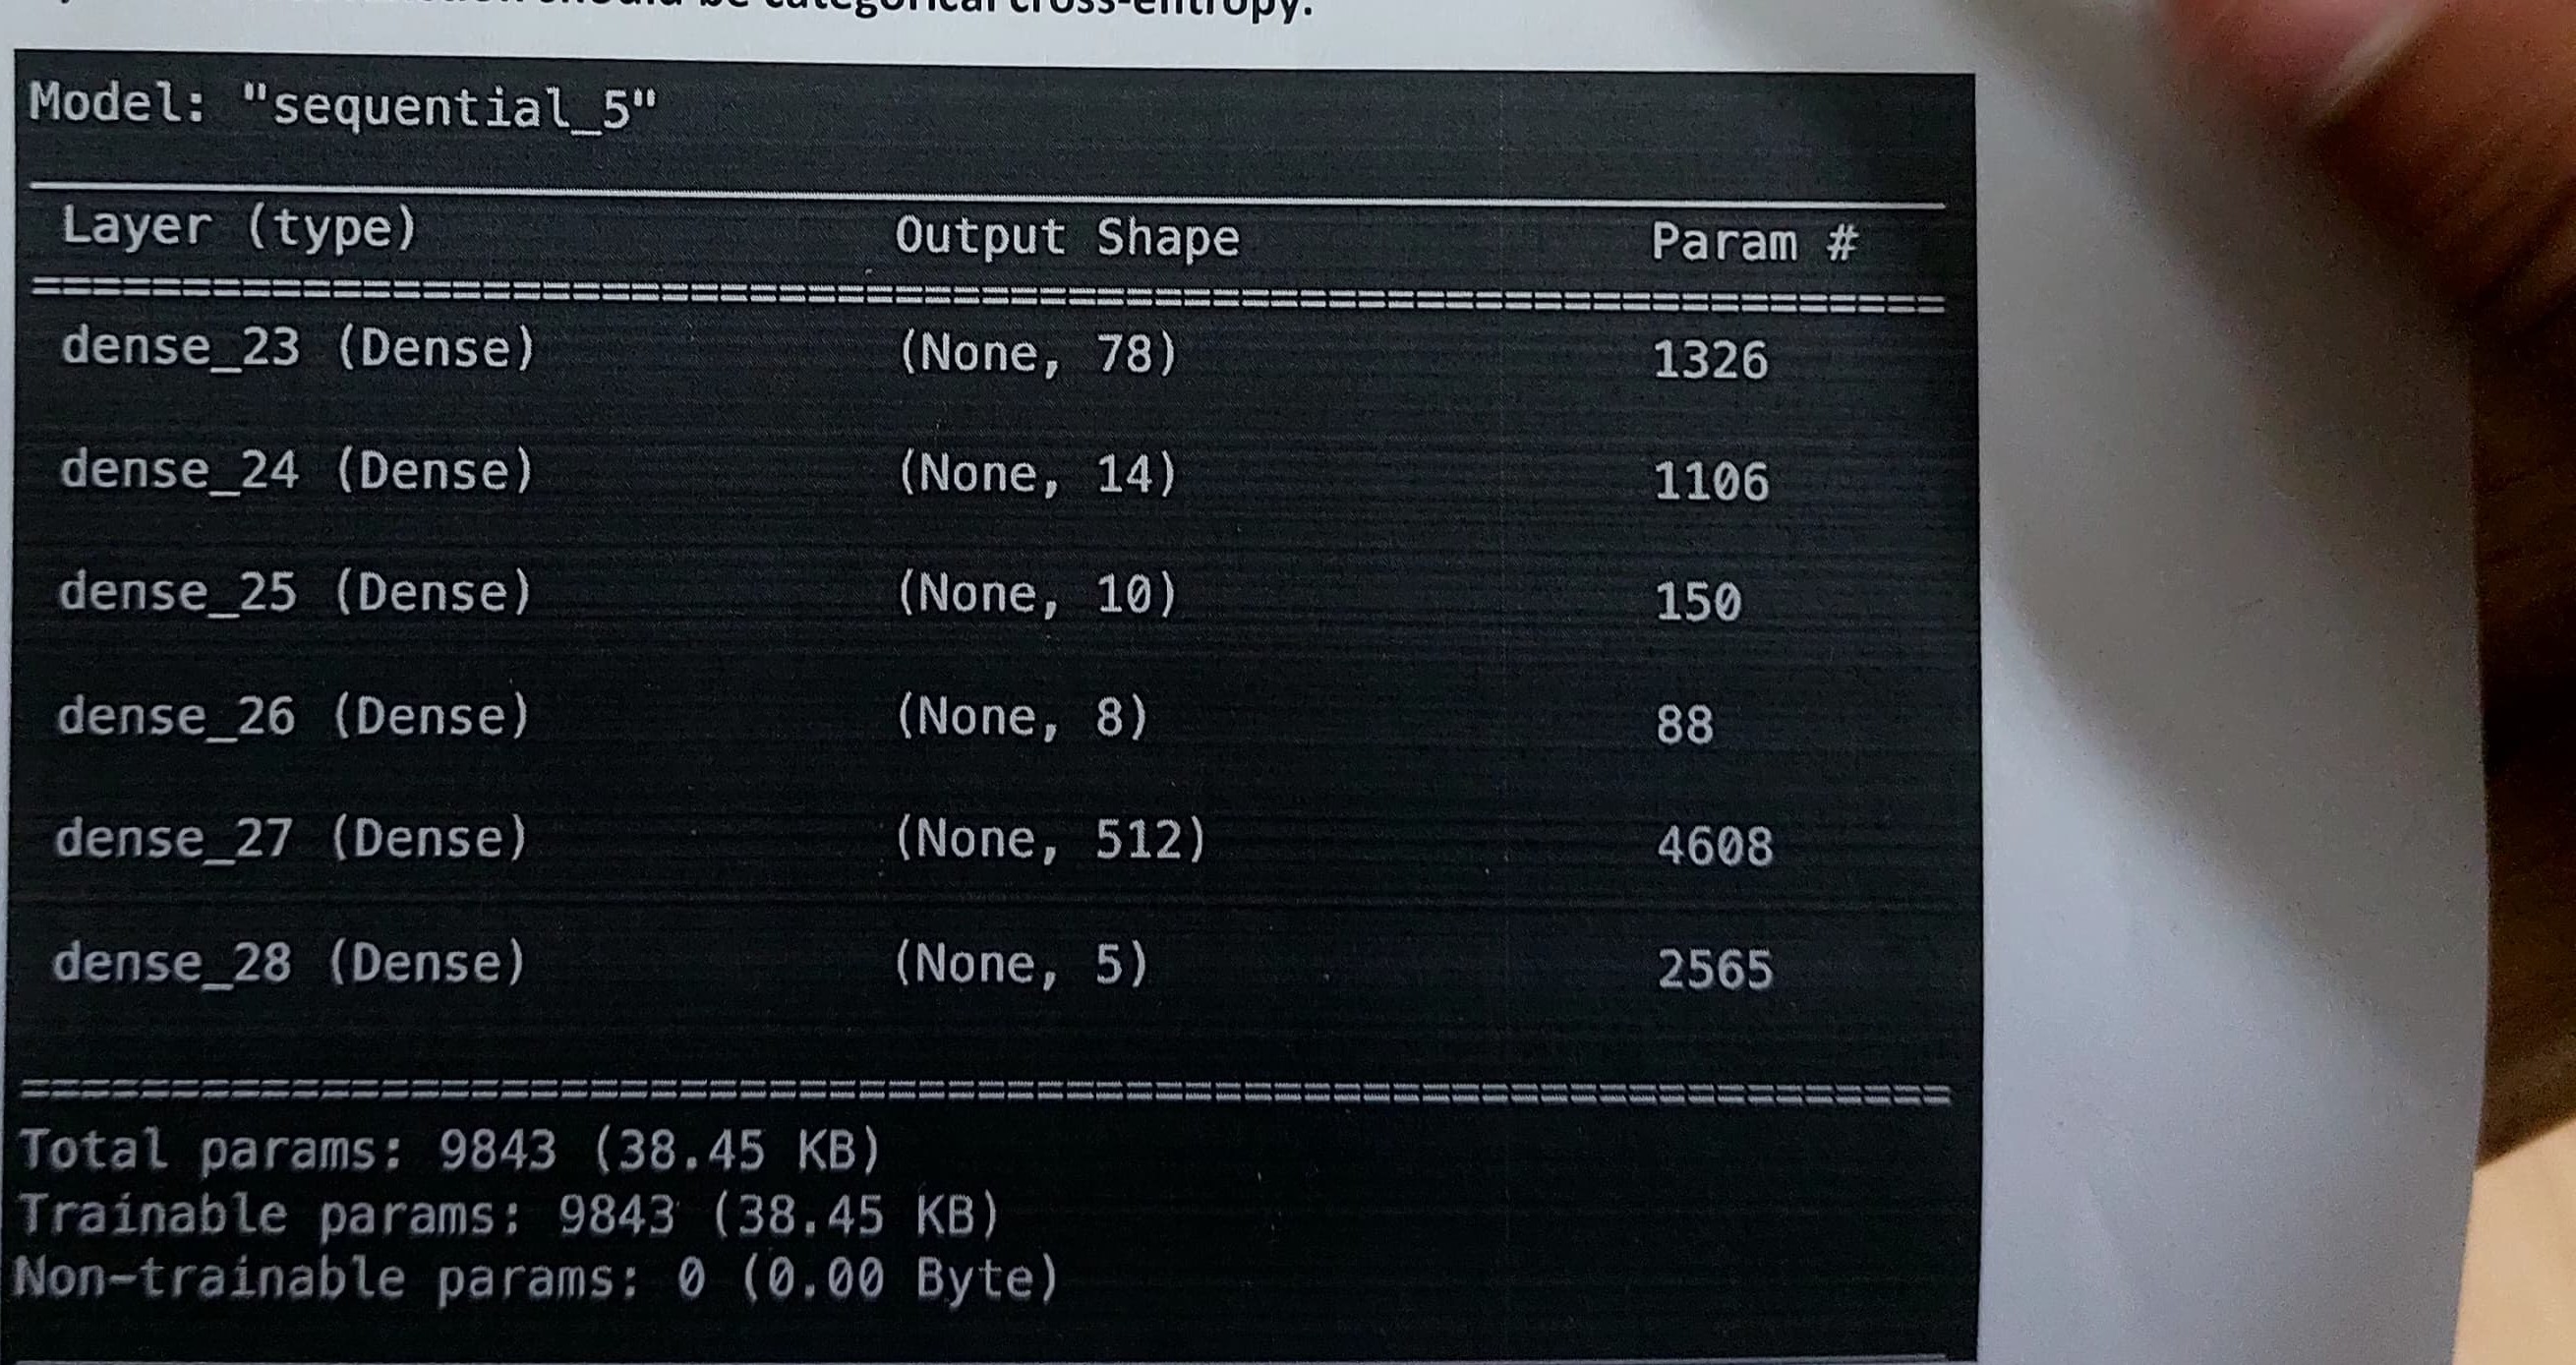 should be categorical cross-entropy.
Model: "sequential_5"
Layer (type) Output Shape Param #
=================================================================
dense_23 (Dense) (None, 78) 1326
dense_24 (Dense) (None, 14) 1106
dense_25 (Dense) (None, 10) 150
dense_26 (Dense) (None, 8) 88
dense_27 (Dense) (None, 512) 4608
dense_28 (Dense) (None, 5) 2565
=================================================================
Total params: 9843 (38.45 KB)
Trainable params: 9843 (38.45 KB)
Non-trainable params: 0 (0.00 Byte)